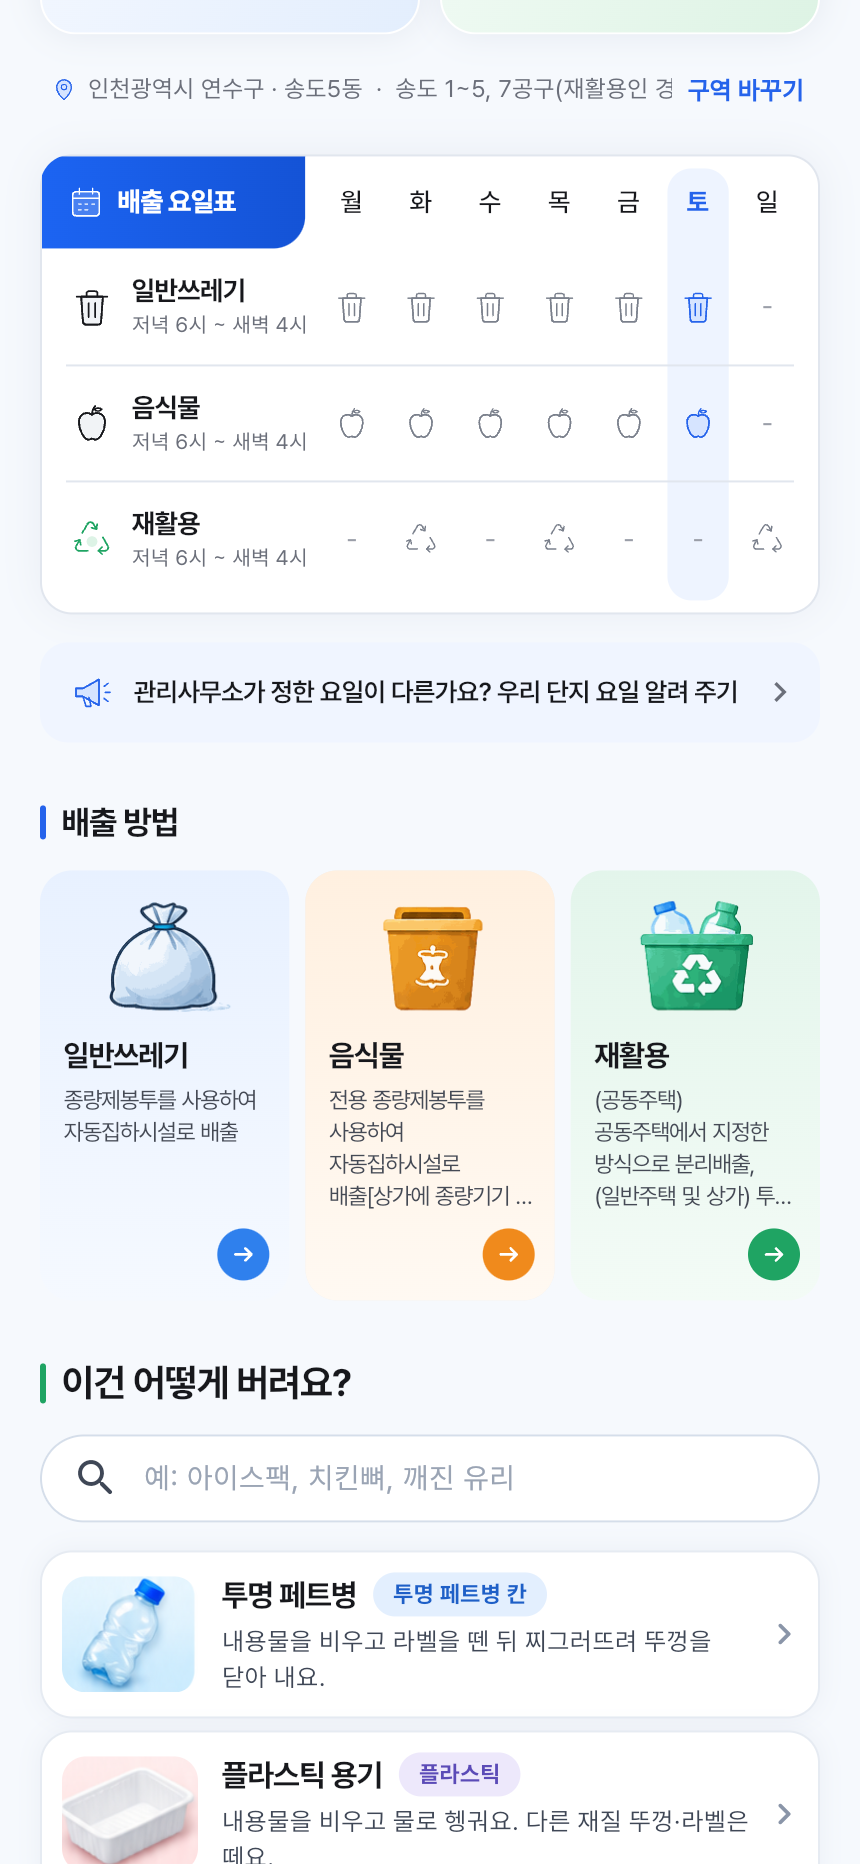 인천광역시 연수구 · 송도5동 · 송도 1~5, 7공구(재활용인 경 구역 바꾸기
배출 요일표 월 화 수 목 금 토 일
일반쓰레기
저녁 6시 ~ 새벽 4시 -
음식물
저녁 6시 ~ 새벽 4시 -
재활용
저녁 6시 ~ 새벽 4시 - - - -
관리사무소가 정한 요일이 다른가요? 우리 단지 요일 알려 주기
배출 방법
일반쓰레기
종량제봉투를 사용하여
자동집하시설로 배출
음식물
전용 종량제봉투를
사용하여
자동집하시설로
배출[상가에 종량기기 ...
재활용
(공동주택)
공동주택에서 지정한
방식으로 분리배출,
(일반주택 및 상가) 투...
이건 어떻게 버려요?
예: 아이스팩, 치킨뼈, 깨진 유리
투명 페트병 투명 페트병 칸
내용물을 비우고 라벨을 뗀 뒤 찌그러뜨려 뚜껑을
닫아 내요.
플라스틱 용기 플라스틱
내용물을 비우고 물로 헹궈요. 다른 재질 뚜껑·라벨은
떼요.